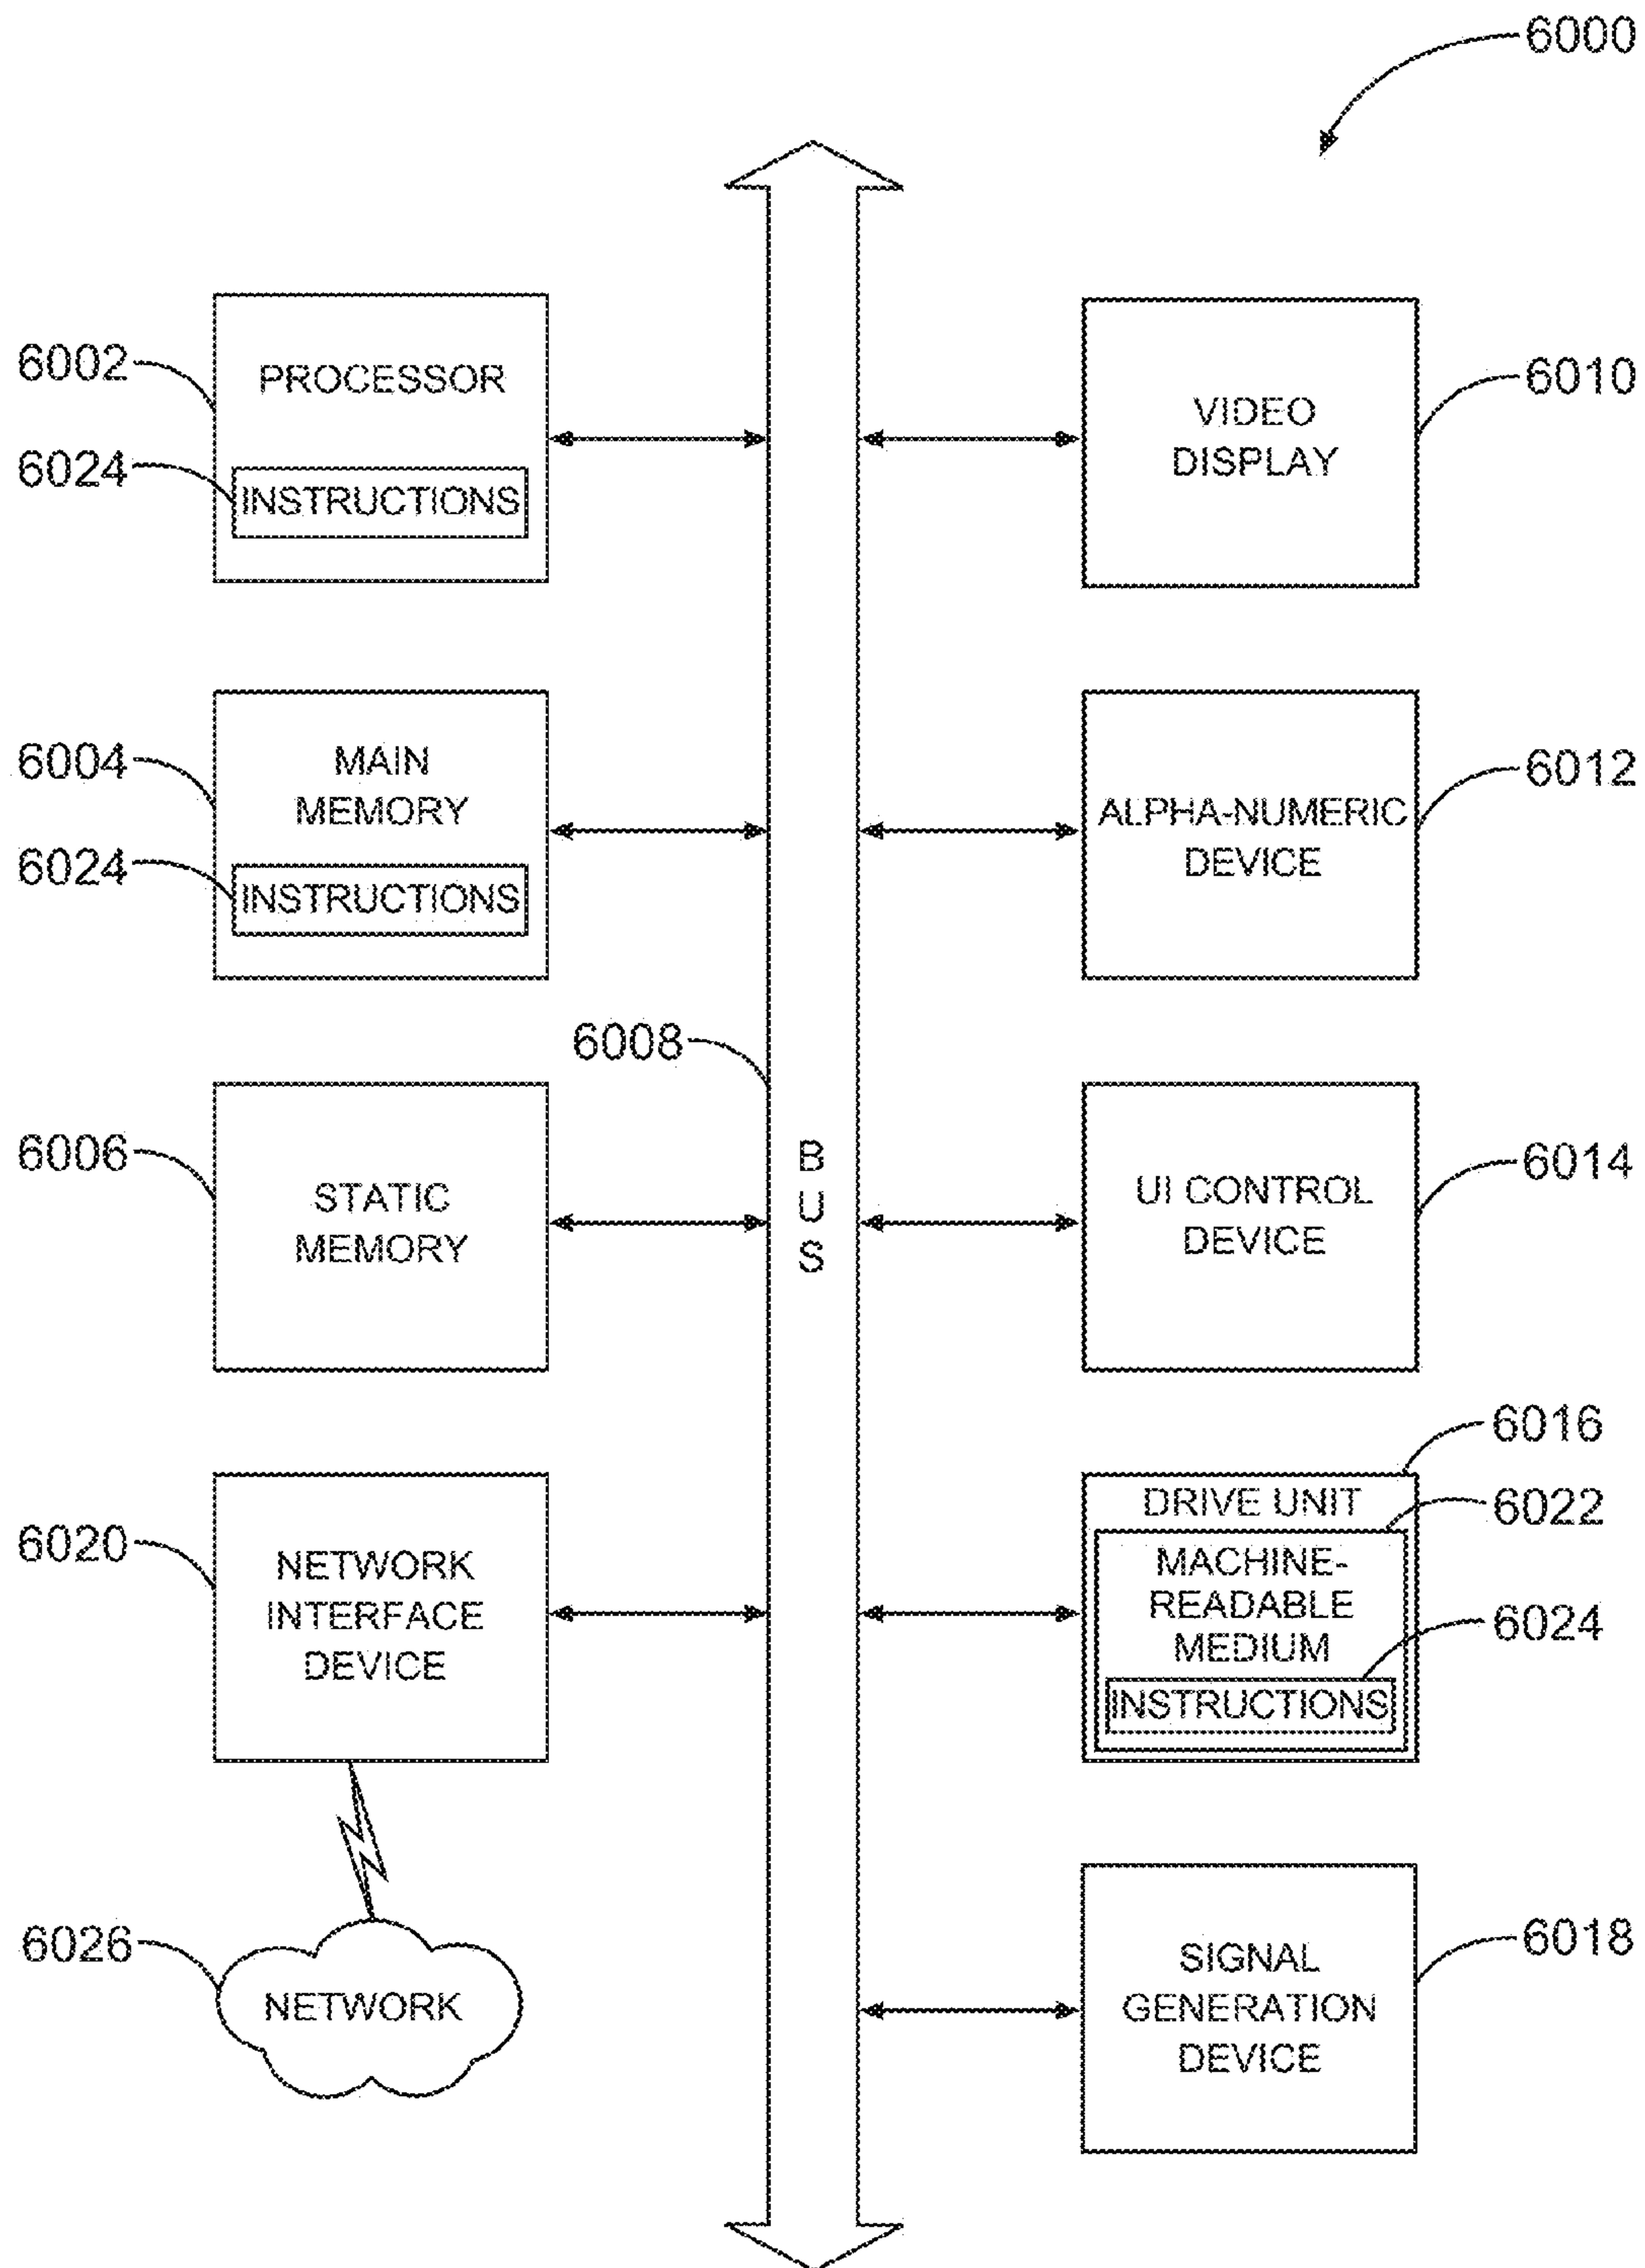 6000
6002
PROCESSOR
6024
INSTRUCTIONS
6010
VIDEO
DISPLAY
6004
MAIN
MEMORY
6024
INSTRUCTIONS
6012
ALPHA-NUMERIC
DEVICE
6008
B
U
S
6006
STATIC
MEMORY
6014
UI CONTROL
DEVICE
6020
NETWORK
INTERFACE
DEVICE
6016
DRIVE UNIT
6022
MACHINE-
READABLE
MEDIUM
6024
INSTRUCTIONS
6026
NETWORK
6018
SIGNAL
GENERATION
DEVICE